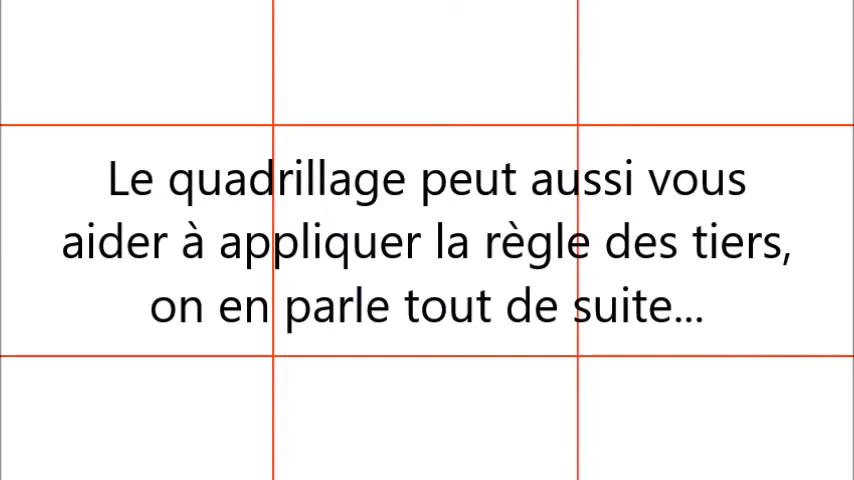 Le quadrillage peut aussi vous
aider à appliquer la règle des tiers,
on en parle tout de suite...